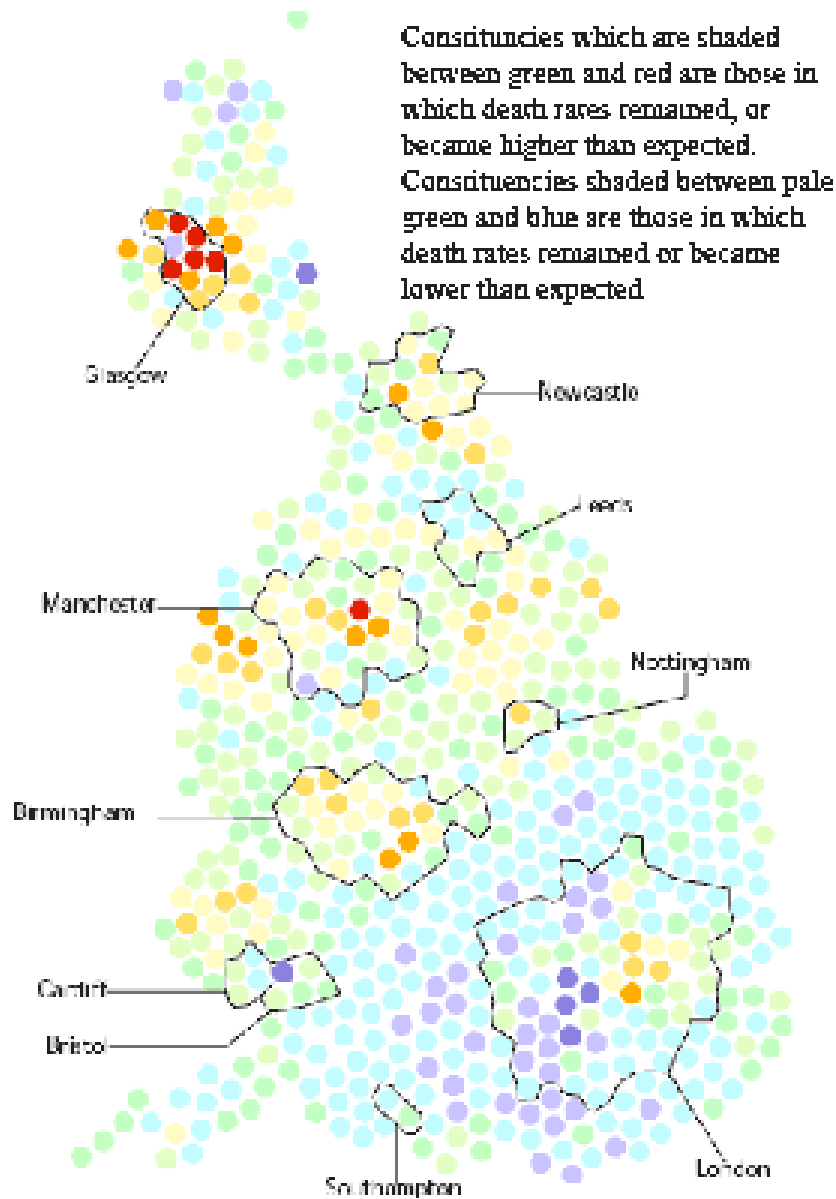 Consituncies which are shaded
between green and red are those in
which death rates remained, or
became higher than expected.
Constituencies shaded between pale
green and blue are those in which
death rates remained or became
lower than expected
Glasgow
Newcastle
Leeds
Manchester
Nottingham
Birmingham
Cardiff
Bristol
London
Southampton